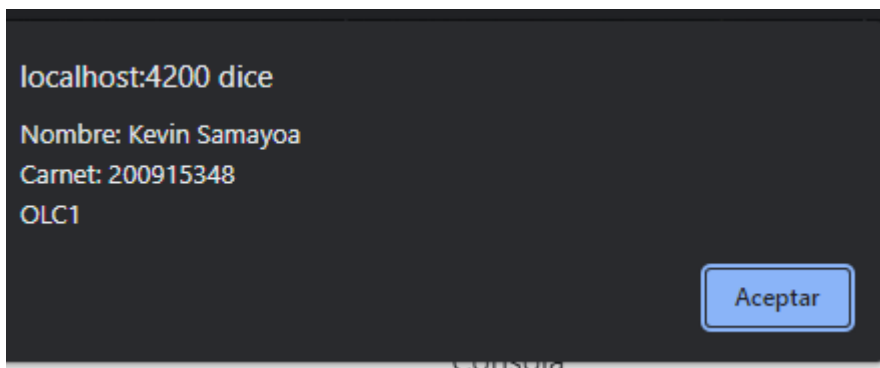 localhost:4200 dice
Nombre: Kevin Samayoa
Carnet: 200915348
OLC1
Aceptar